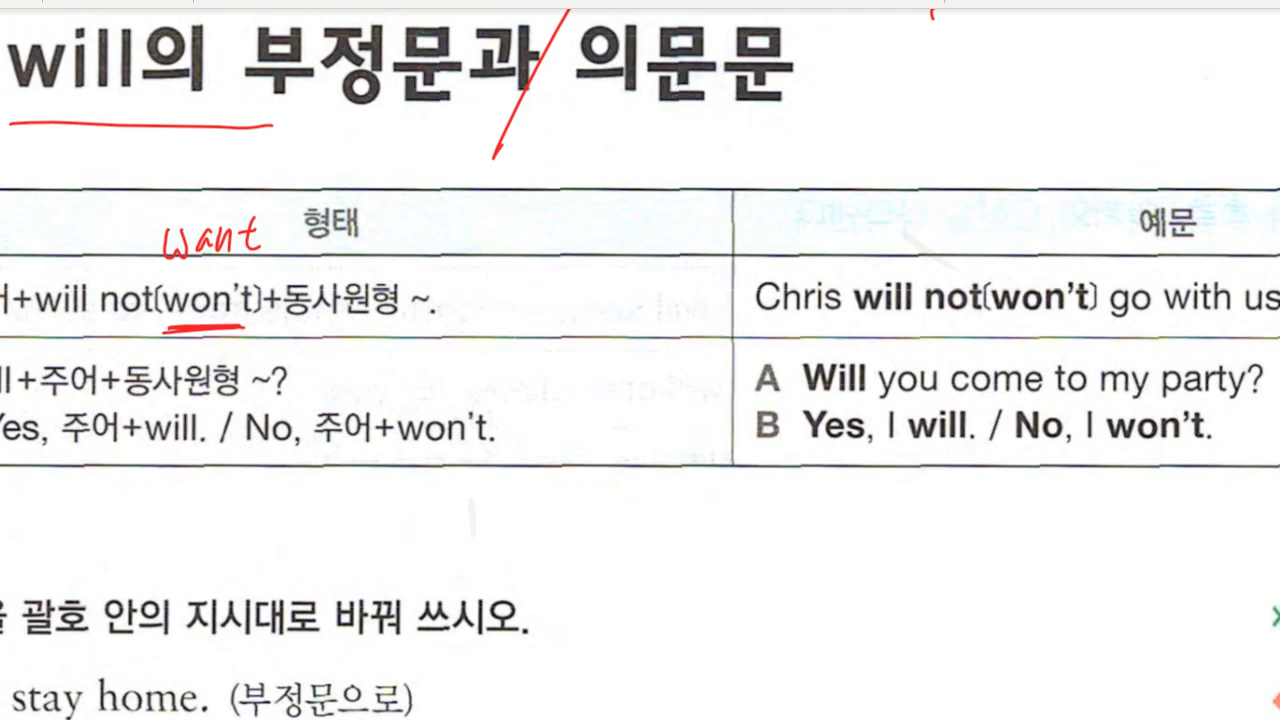 will의 부정문과 의문문
want
형태
예문
+will not(won't)+동사원형 ~.
Chris will not(won't) go with us
+주어+동사원형 ~?
A Will you come to my party?
Yes, 주어+will. / No, 주어+won't.
B Yes, I will. / No, I won't.
괄호 안의 지시대로 바꿔 쓰시오.
stay home. (부정문으로)